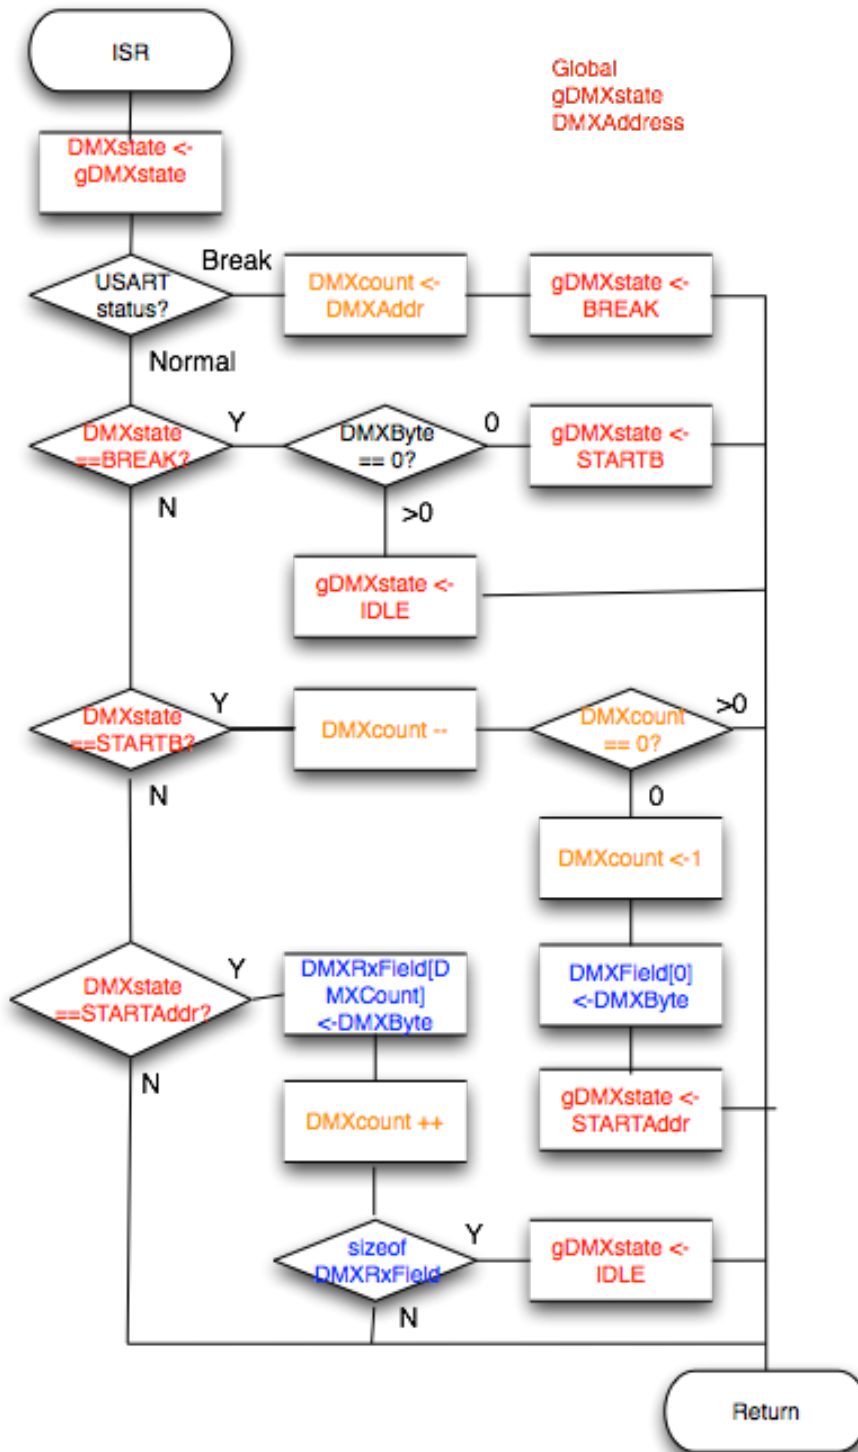 ISR
Global
gDMXstate
DMXAddress
DMXstate <-
gDMXstate
USART
status?
Break
DMXcount <-
DMXAddr
gDMXstate <-
BREAK
Normal
DMXstate
==BREAK?
Y
DMXByte
== 0?
0
gDMXstate <-
STARTB
N
>0
gDMXstate <-
IDLE
DMXstate
==STARTB?
Y
DMXcount --
DMXcount
== 0?
>0
N
0
DMXcount <-1
DMXstate
==STARTAddr?
Y
DMXRxField[D
MXCount]
<-DMXByte
DMXField[0]
<-DMXByte
N
DMXcount ++
gDMXstate <-
STARTAddr
sizeof
DMXRxField
Y
gDMXstate <-
IDLE
N
Return